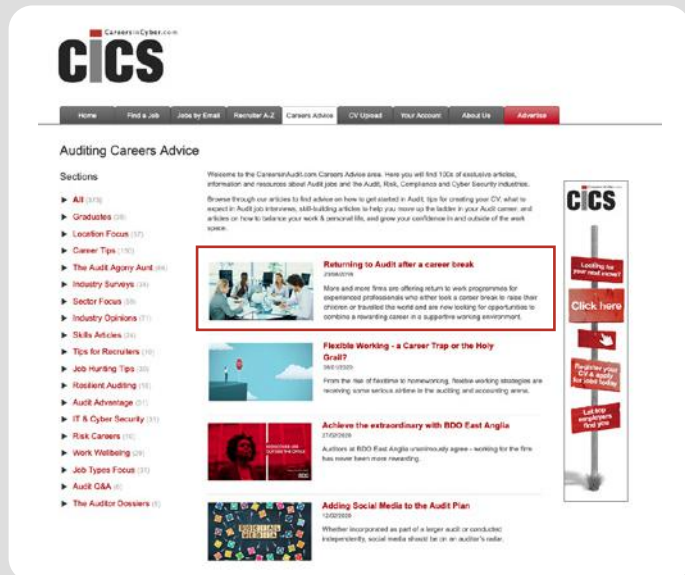 CareersinCyber.com
CiCS
Home Find a Job Jobs by Email Recruiter A-Z Careers Advice CV Upload Your Account About Us Advertise
Auditing Careers Advice
Sections
All
Graduates
Location Focus
Career Tips
The Audit Agony Aunt
Industry Surveys
Sector Focus
Industry Opinions
Skills Articles
Tips for Recruiters
Job Hunting Tips
Resilient Auditing
Audit Advantage
IT & Cyber Security
Risk Careers
Work Wellbeing
Job Types Focus
Audit Q&A
The Auditor Dossiers
Welcome to the CareersinAudit.com Careers Advice area. Here you will find 100s of exclusive articles,
information and resources about Audit jobs and the Audit, Risk, Compliance and Cyber Security industries.
Browse through our articles to find advice on how to get started in Audit, tips for creating your CV, what to
expect in Audit job interviews, skill-building articles to help you move up the ladder in your Audit career; and
articles on how to balance your work & personal life, and grow your confidence in and outside of the work
space.
Returning to Audit after a career break
More and more firms are offering return to work programmes for
experienced professionals who either took a career break to raise their
children or travelled the world and are now looking for opportunities to
combine a rewarding career in a supportive working environment.
Flexible Working - a Career Trap or the Holy
Grail?
From the rise of flexitime to homeworking, flexible working strategies are
receiving some serious airtime in the auditing and accounting arena.
Achieve the extraordinary with BDO East Anglia
27/02/2020
Auditors at BDO East Anglia unanimously agree – working for the firm
has never been more rewarding.
OUTSIDE THE OFFICE
BDO
Adding Social Media to the Audit Plan
12/02/2020
Whether incorporated as part of a larger audit or conducted
independently, social media should be on an auditor's radar.
SOCIAL
MEDIA
CiCS
Looking for
your next move?
Click here
Register your
CV & apply
for jobs today
Let top
employers
find you